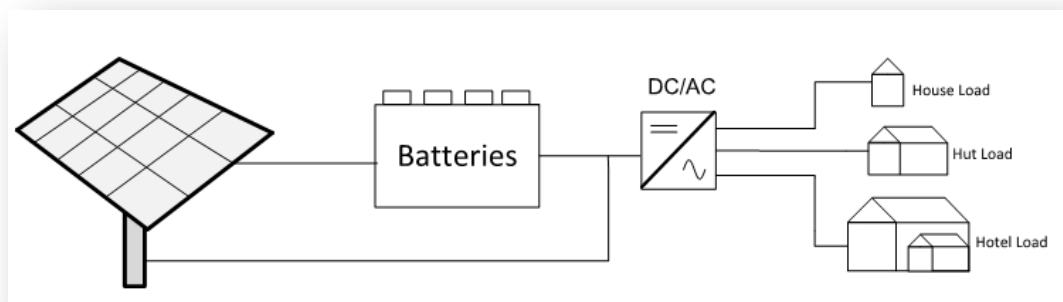 DC/AC
Batteries
House Load
Hut Load
Hotel Load